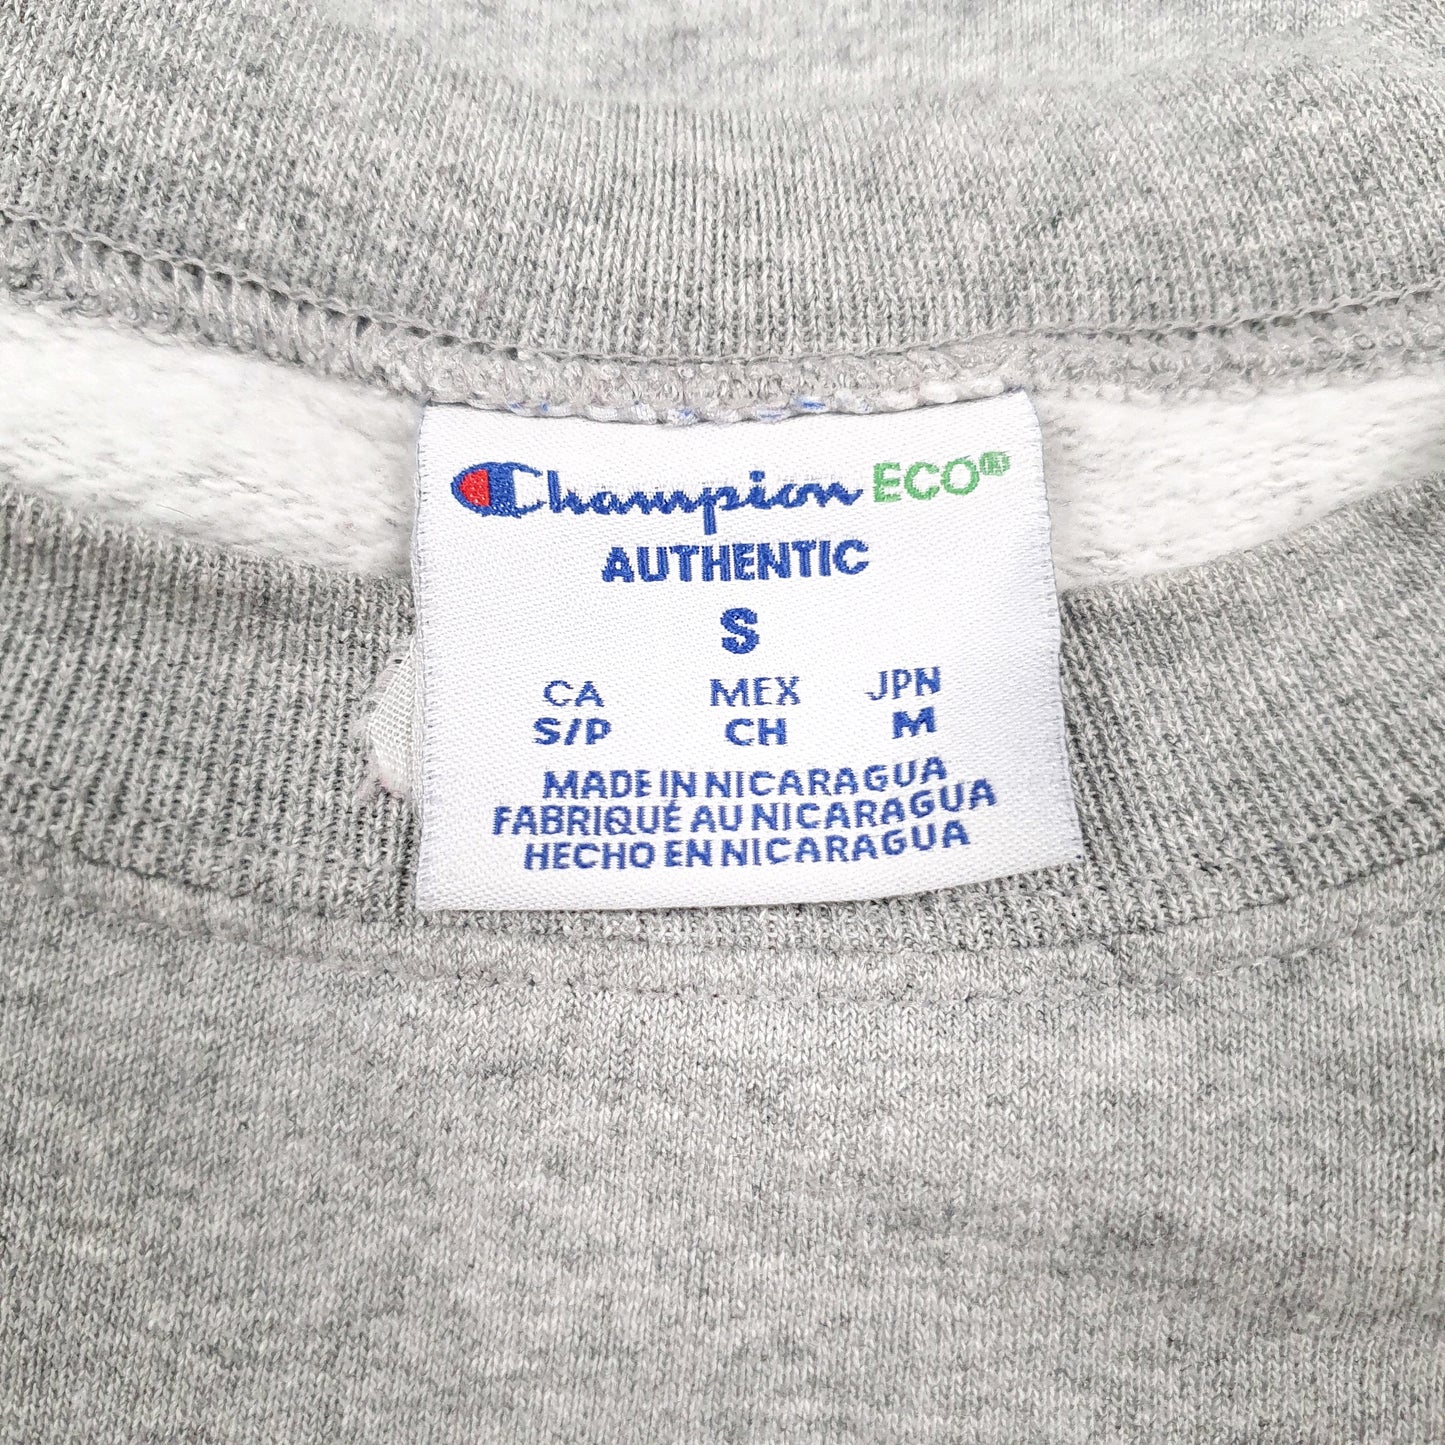 Champion ECO®
AUTHENTIC
S
CA MEX JPN
S/P CH M
MADE IN NICARAGUA
FABRIQUÉ AU NICARAGUA
HECHO EN NICARAGUA